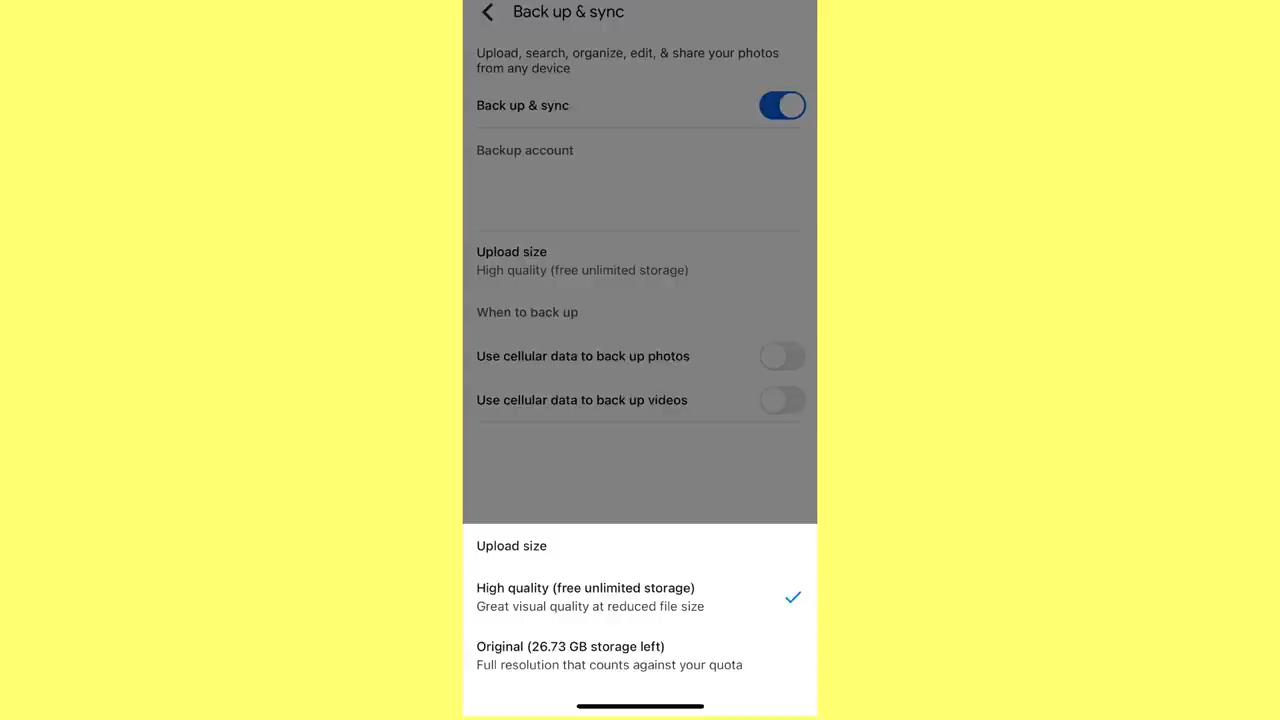 Back up & sync
Upload, search, organize, edit, & share your photos
from any device
Back up & sync
Backup account
Upload size
High quality (free unlimited storage)
When to back up
Use cellular data to back up photos
Use cellular data to back up videos
Upload size
High quality (free unlimited storage)
Great visual quality at reduced file size
Original (26.73 GB storage left)
Full resolution that counts against your quota